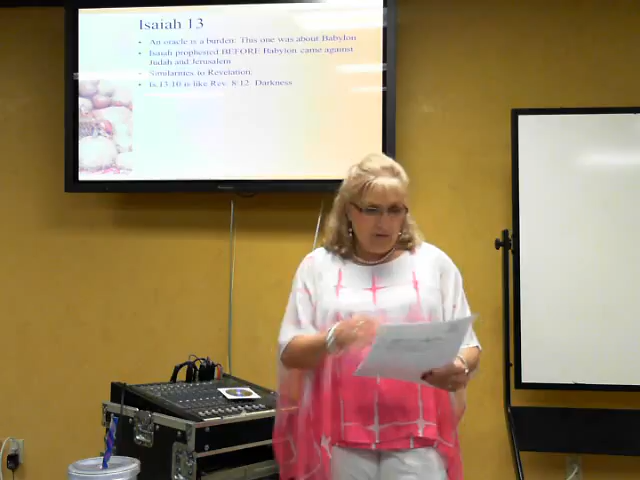 Isaiah 13
• An oracle is a burden: This one was about Babylon
• Isaiah prophesied BEFORE Babylon came against
Judah and Jerusalem
• Similarities to Revelation:
• Is.13:10 is like Rev. 8:12 Darkness